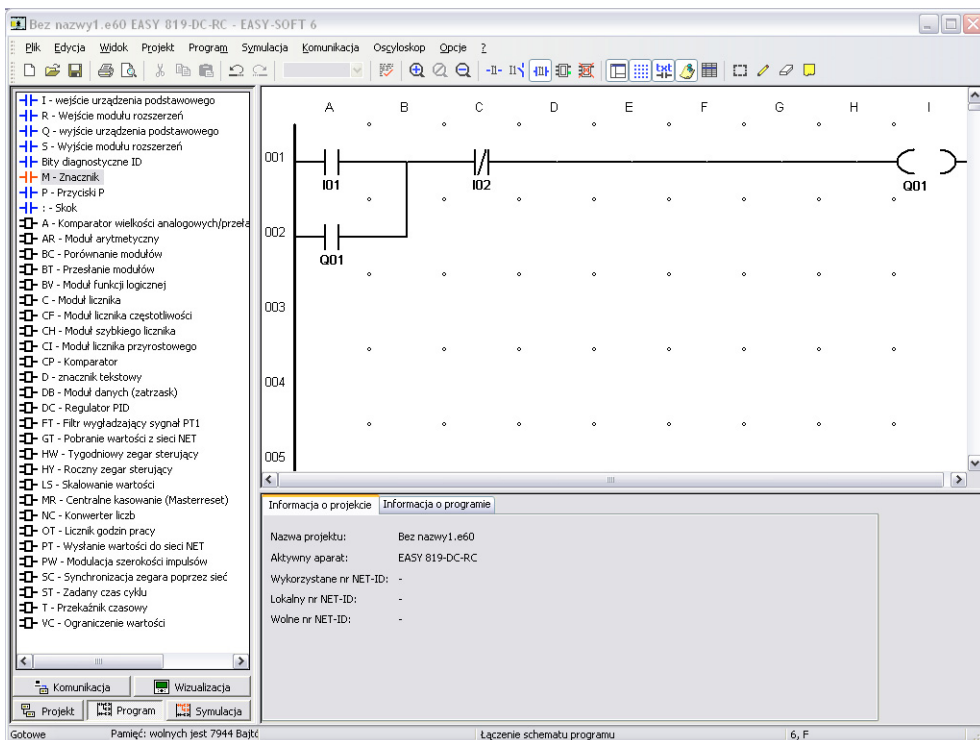 Bez nazwy1.e60 EASY 819-DC-RC - EASY-SOFT 6
Plik Edycja Widok Projekt Program Symulacja Komunikacja Oscyloskop Opcje ?
txt
I - wejście urządzenia podstawowego
R - Wejście modułu rozszerzeń
Q - wyjście urządzenia podstawowego
S - Wyjście modułu rozszerzeń
Bity diagnostyczne ID
M - Znacznik
P - Przyciski P
: - Skok
A - Komparator wielkości analogowych/przeła
AR - Moduł arytmetyczny
BC - Porównanie modułów
BT - Przesłanie modułów
BV - Moduł funkcji logicznej
C - Moduł licznika
CF - Moduł licznika częstotliwości
CH - Moduł szybkiego licznika
CI - Moduł licznika przyrostowego
CP - Komparator
D - znacznik tekstowy
DB - Moduł danych (zatrzask)
DC - Regulator PID
FT - Filtr wygładzający sygnał PT1
GT - Pobranie wartości z sieci NET
HW - Tygodniowy zegar sterujący
HY - Roczny zegar sterujący
LS - Skalowanie wartości
MR - Centralne kasowanie (Masterreset)
NC - Konwerter liczb
OT - Licznik godzin pracy
PT - Wysłanie wartości do sieci NET
PW - Modulacja szerokości impulsów
SC - Synchronizacja zegara poprzez sieć
ST - Zadany czas cyklu
T - Przekaźnik czasowy
VC - Ograniczenie wartości
Komunikacja Wizualizacja
Projekt Program Symulacja
A B C D E F G H I
001
I01 I02 Q01
002
Q01
003
004
005
Informacja o projekcie Informacja o programie
Nazwa projektu: Bez nazwy1.e60
Aktywny aparat: EASY 819-DC-RC
Wykorzystane nr NET-ID: -
Lokalny nr NET-ID: -
Wolne nr NET-ID: -
Gotowe Pamięć: wolnych jest 7944 Bajtó Łączenie schematu programu 6, F